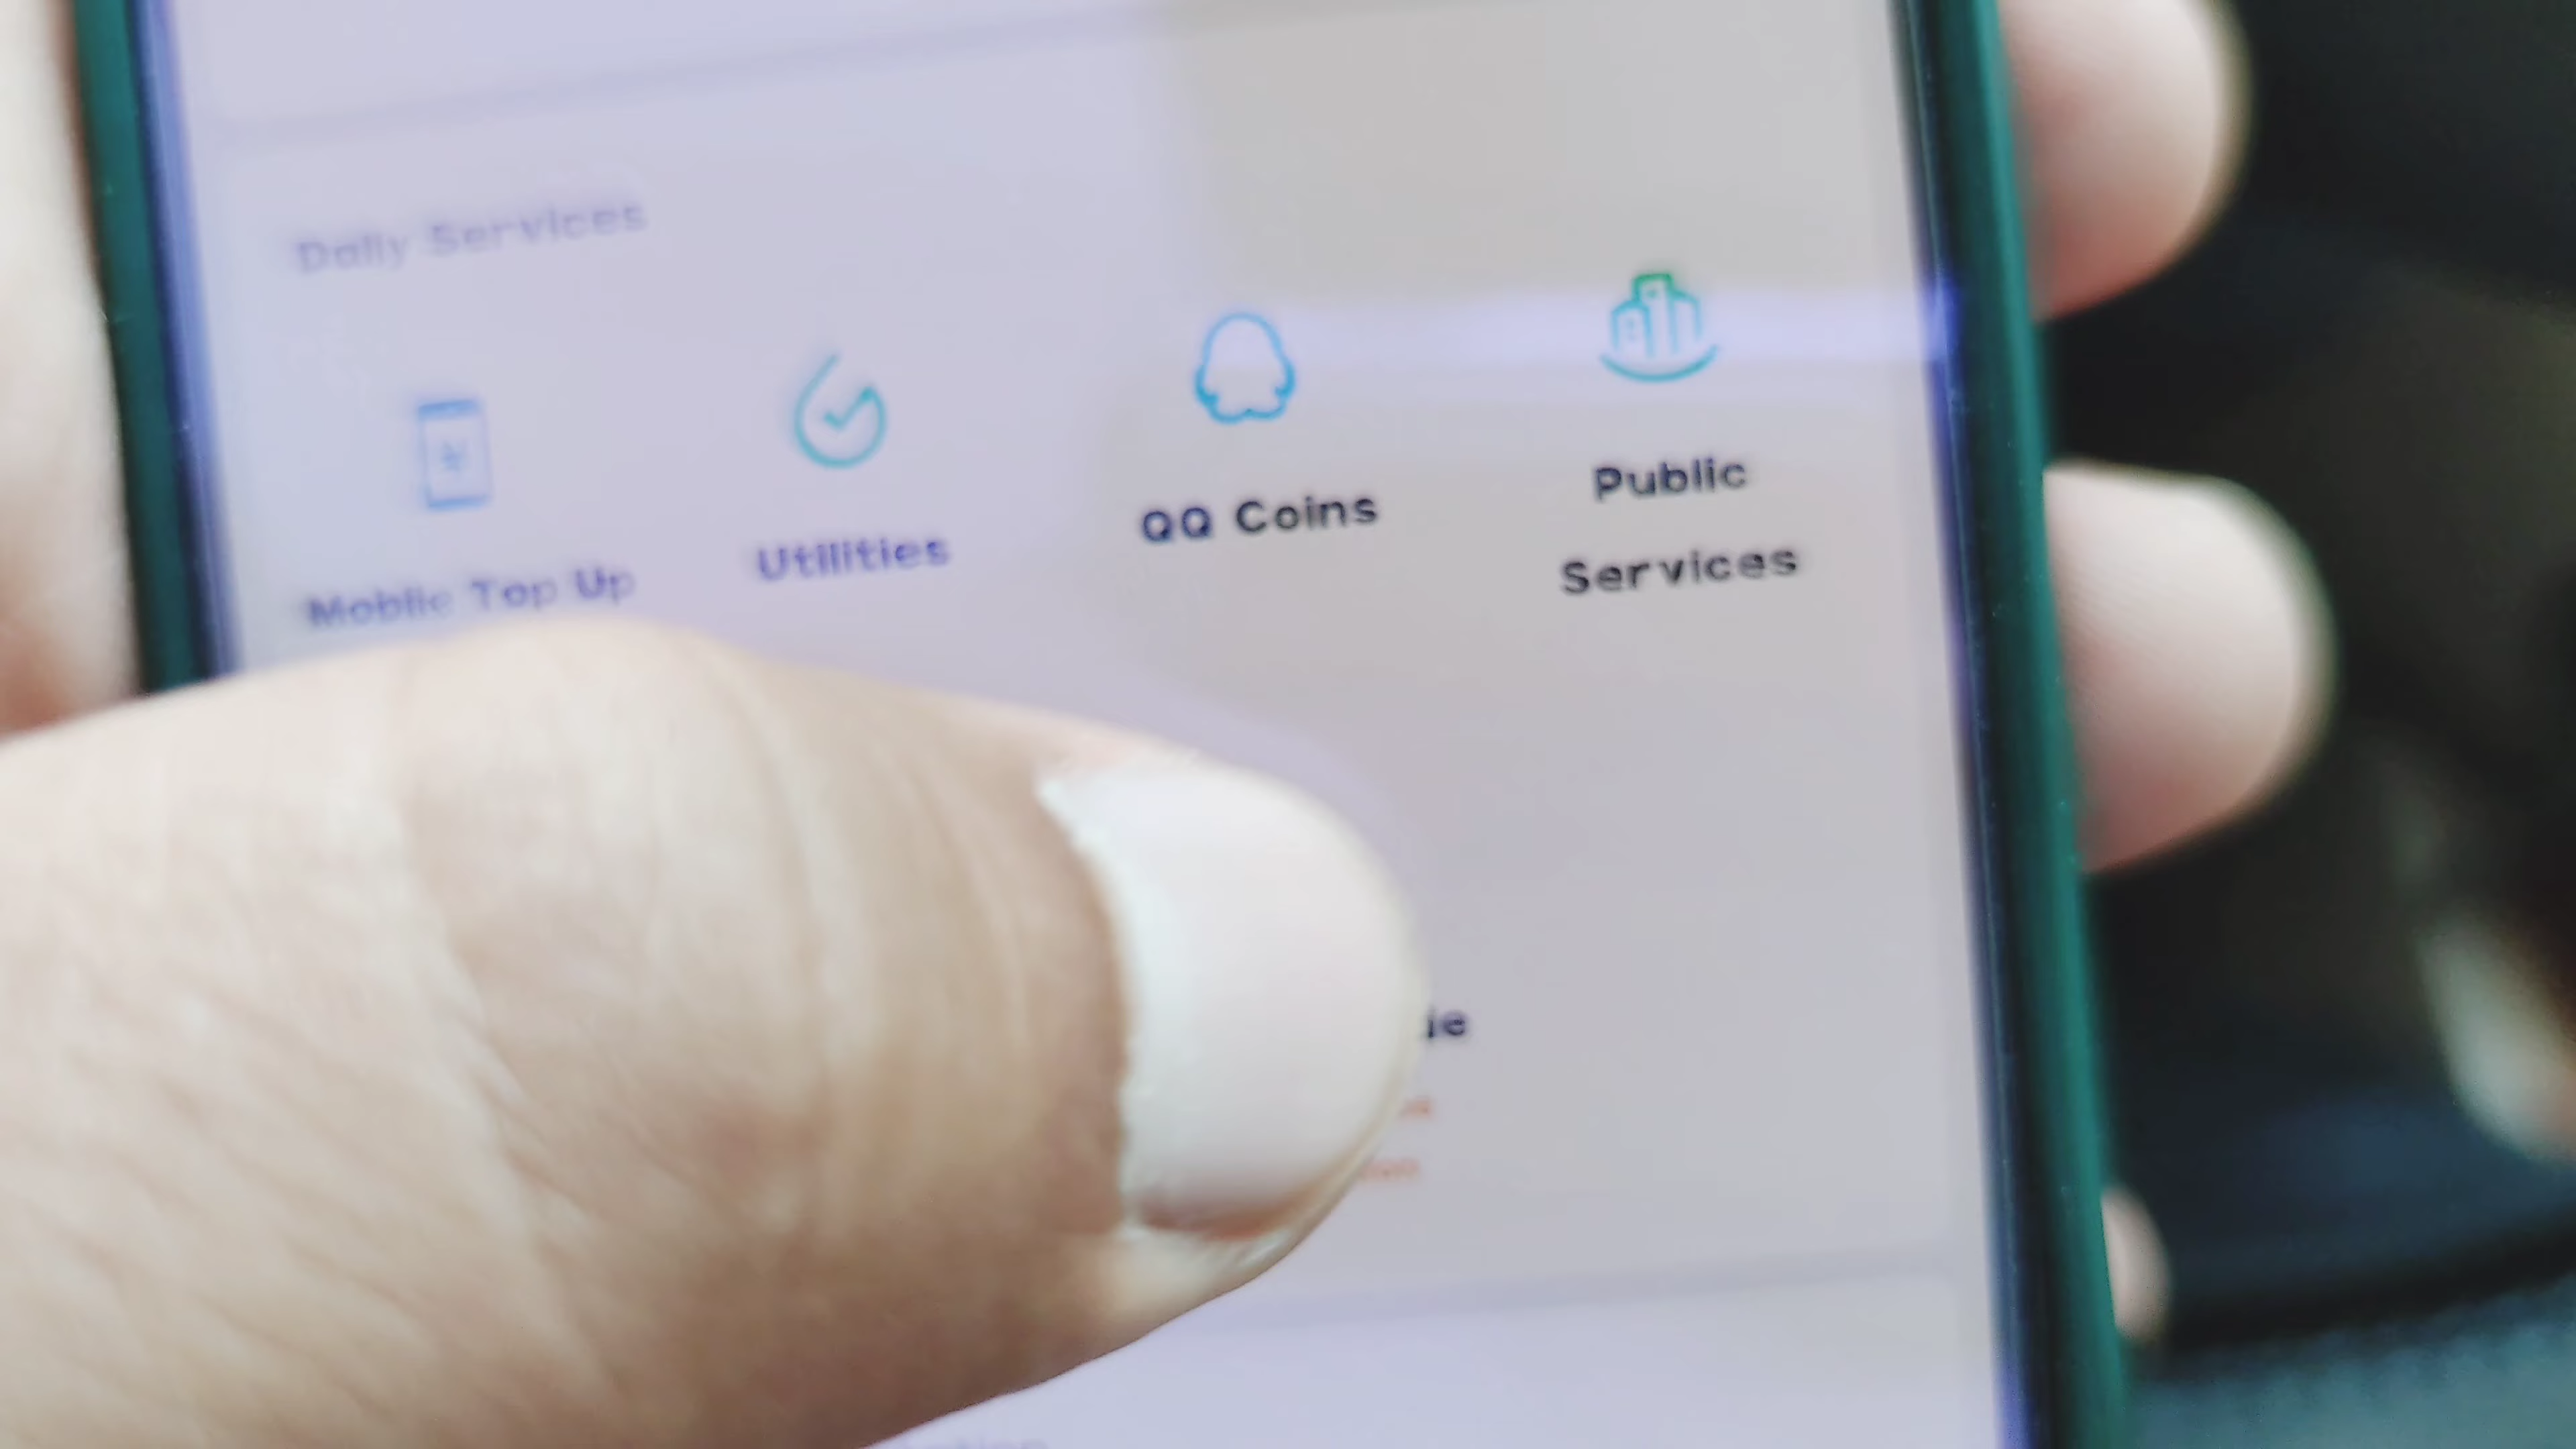 Daily Services
Mobile Top Up
Utilities
QQ Coins
Public
Services